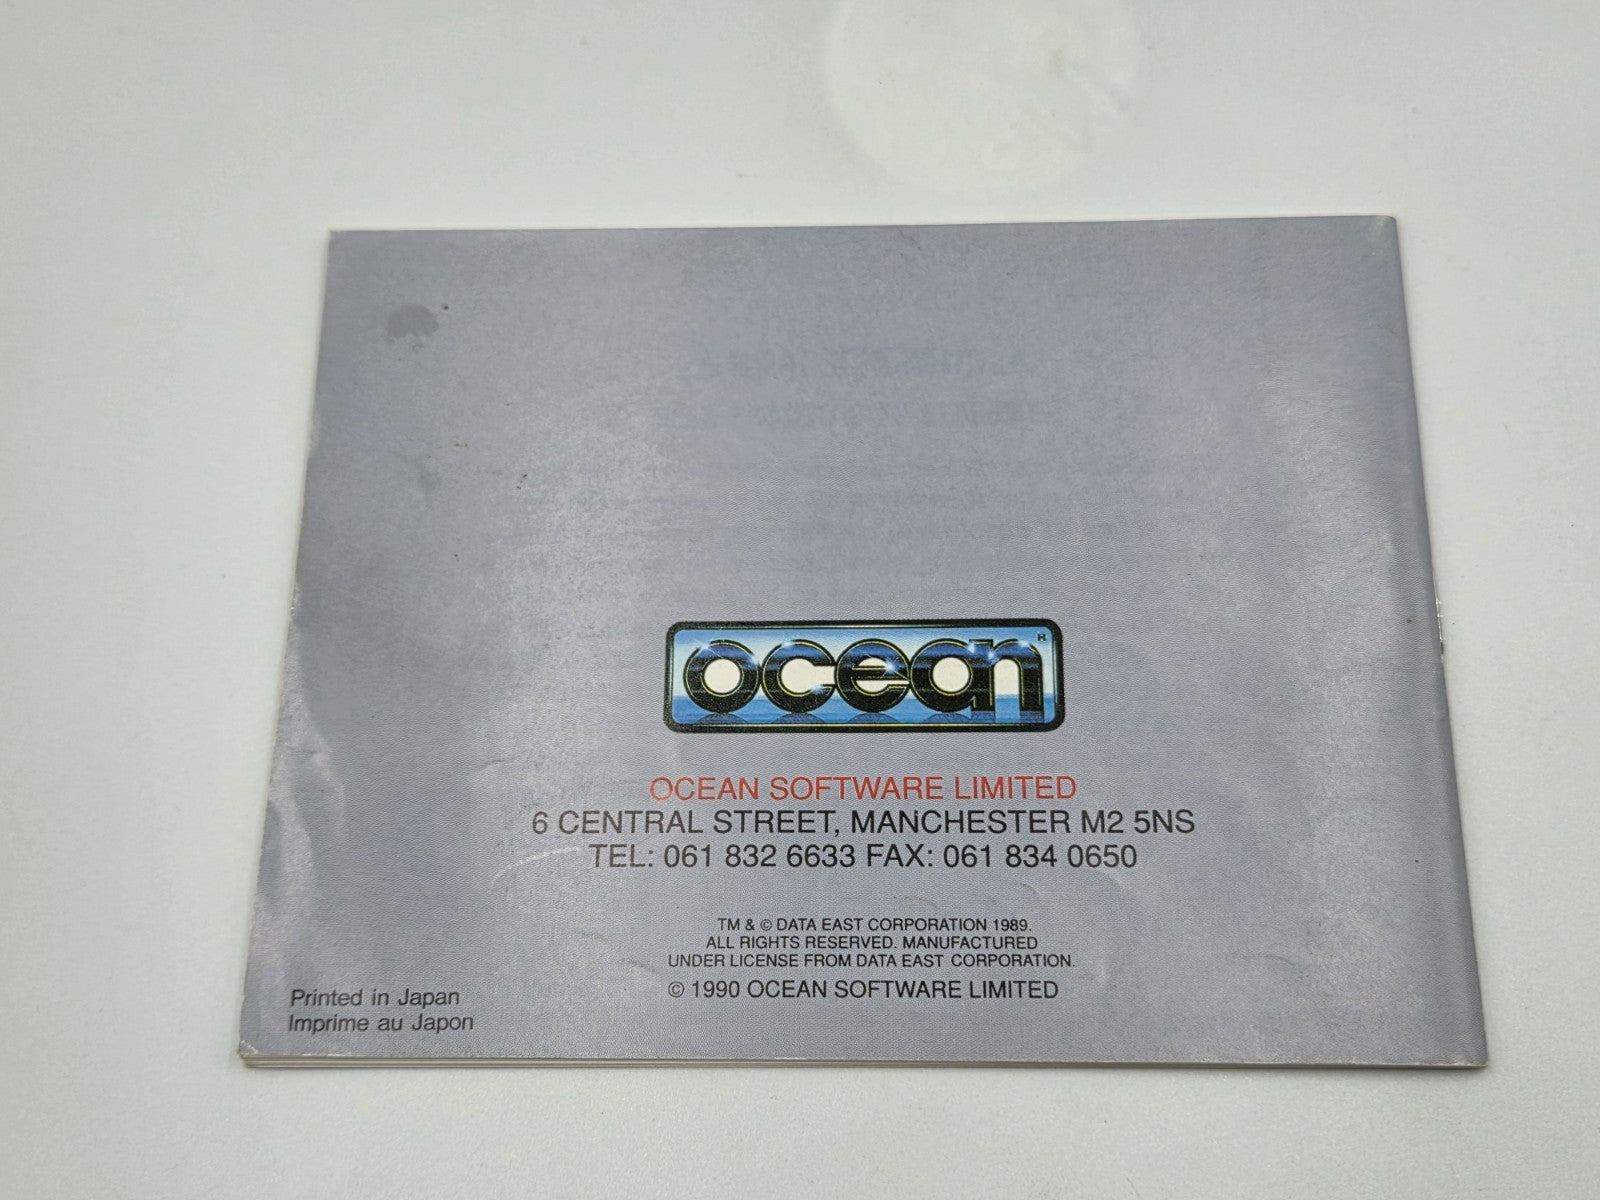 ocean R
OCEAN SOFTWARE LIMITED
6 CENTRAL STREET, MANCHESTER M2 5NS
TEL: 061 832 6633 FAX: 061 834 0650
TM & © DATA EAST CORPORATION 1989.
ALL RIGHTS RESERVED. MANUFACTURED
UNDER LICENSE FROM DATA EAST CORPORATION.
© 1990 OCEAN SOFTWARE LIMITED
Printed in Japan
Imprime au Japon